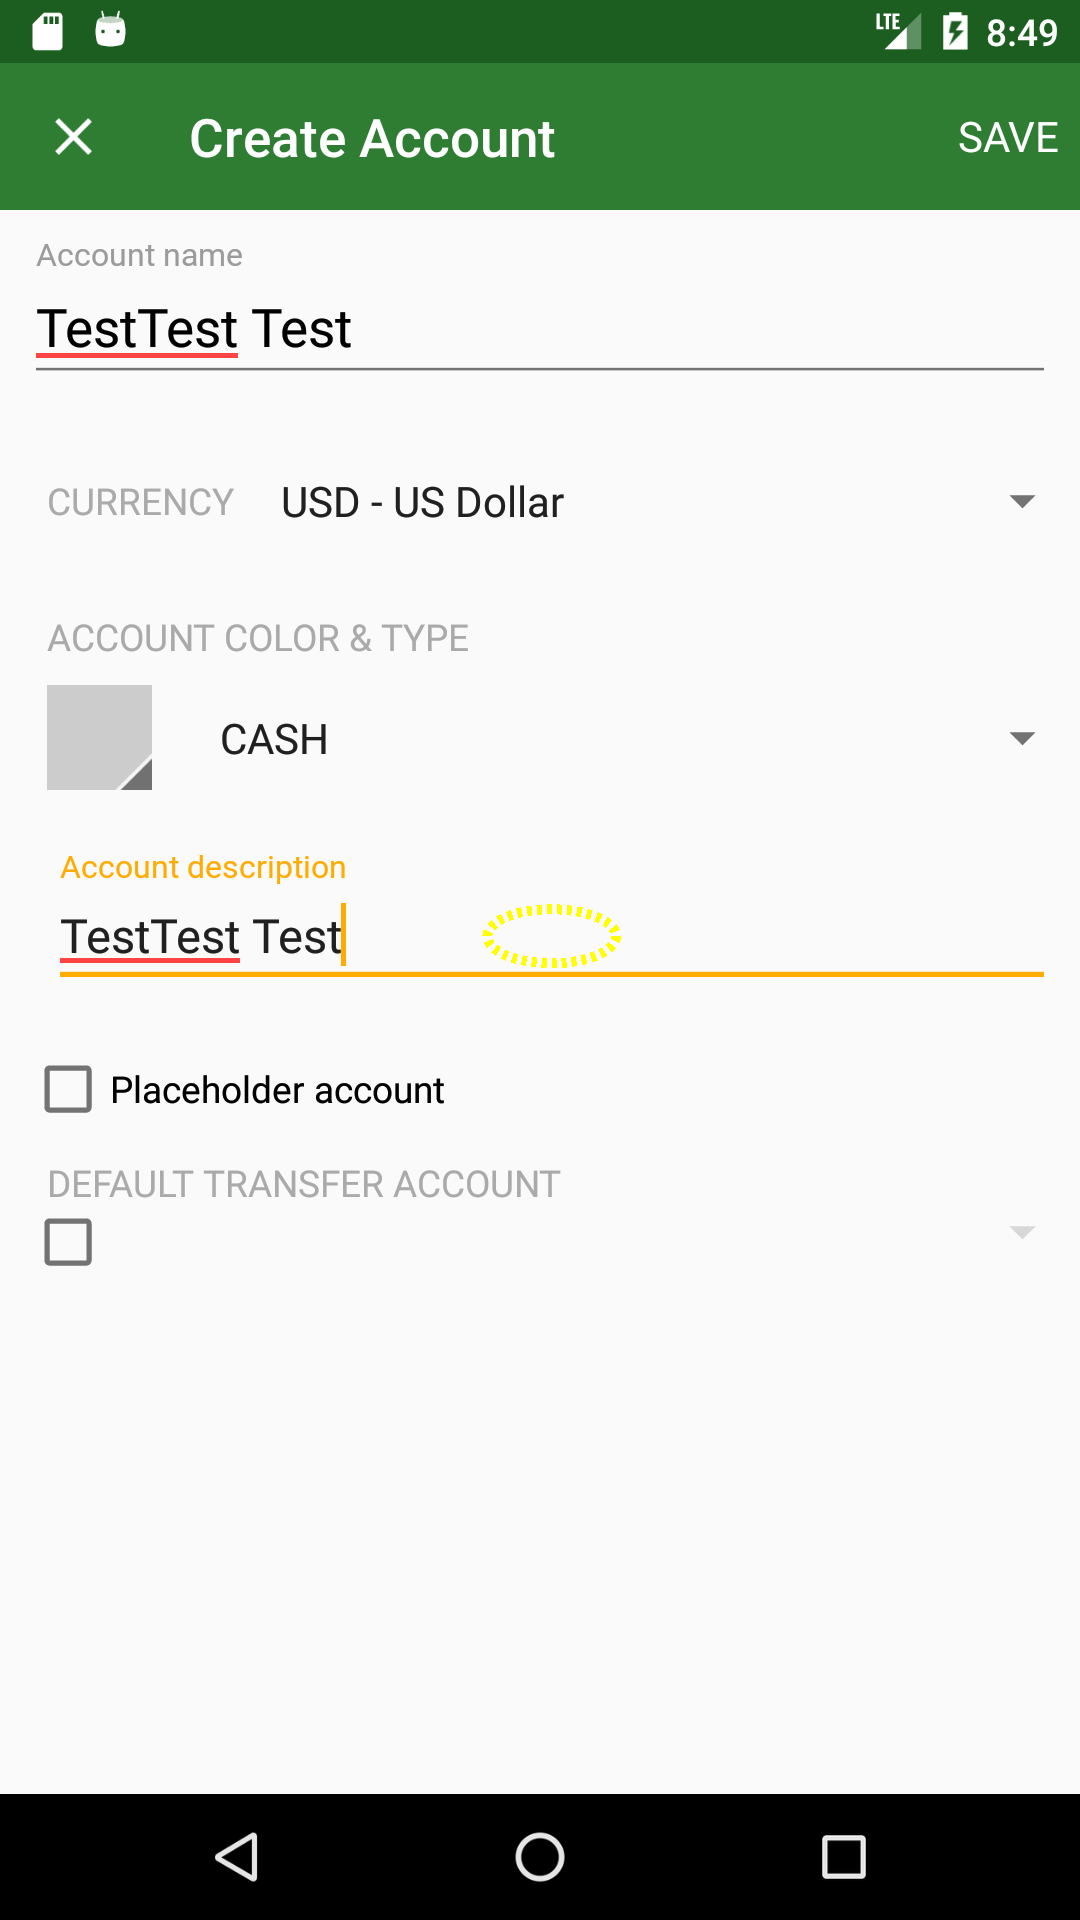 LTE 8:49
Create Account SAVE
Account name
TestTest Test
CURRENCY USD - US Dollar
ACCOUNT COLOR & TYPE
CASH
Account description
TestTest Test
Placeholder account
DEFAULT TRANSFER ACCOUNT